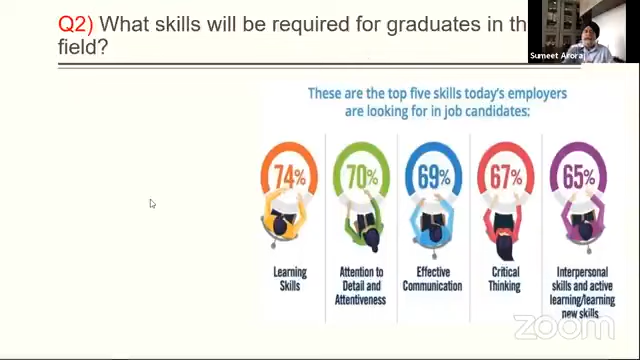 Q2) What skills will be required for graduates in
field?
Sumeet Arora
These are the top five skills today's employers
are looking for in job candidates:
74%
70%
69%
67%
65%
Learning
Skills
Attention to
Detail and
Attentiveness
Effective
Communication
Critical
Thinking
Interpersonal
skills and active
learning/learning
new skills
zoom